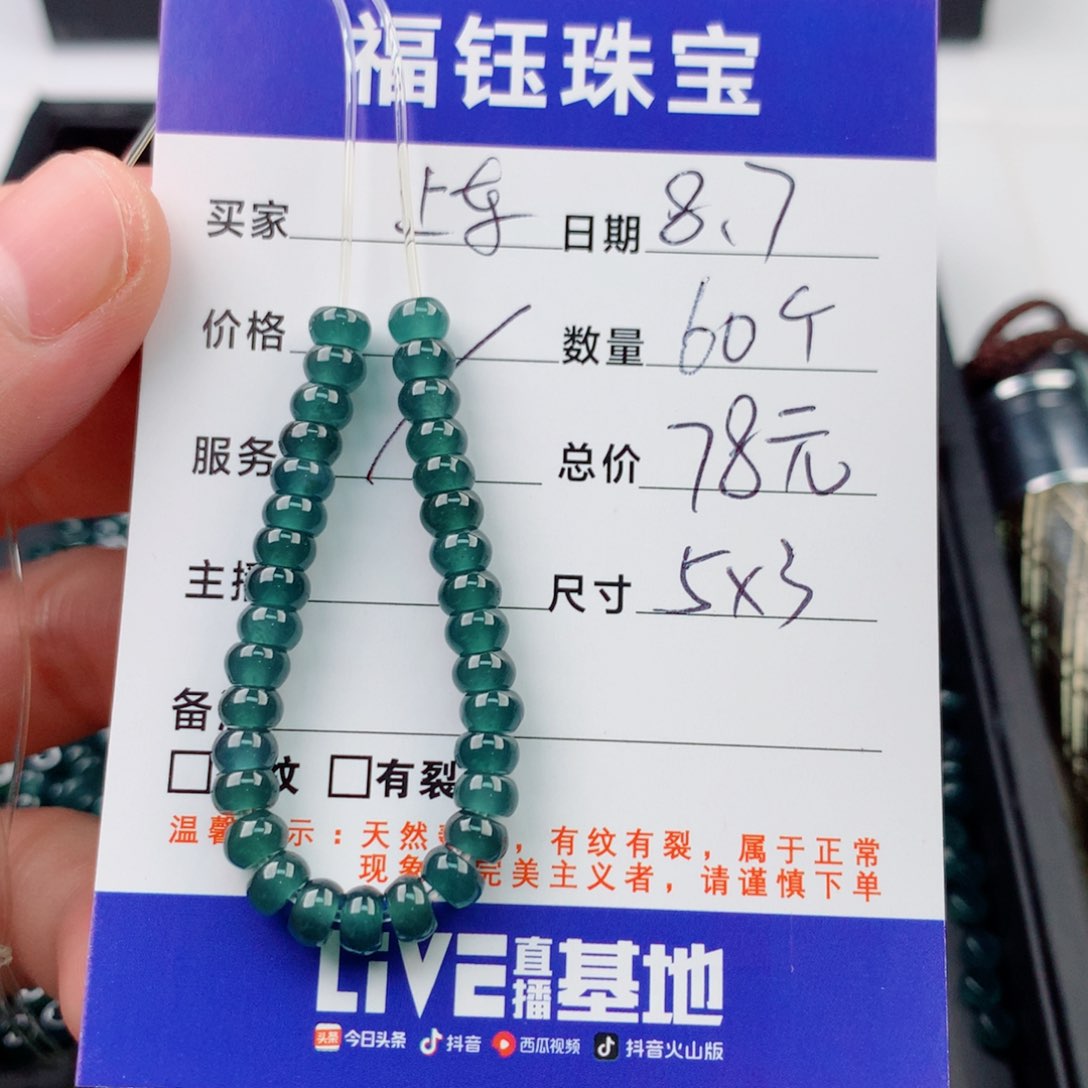 福钰珠宝
买家 日期 8、7
价格 / 数量 60个
服务 / 总价 78元
主播 尺寸 5x3
备
纹 有裂
温馨 示：天然 ，有纹有裂，属于正常
现象 完美主义者，请谨慎下单
LiVE直播基地
头条 今日头条 抖音 西瓜视频 抖音火山版